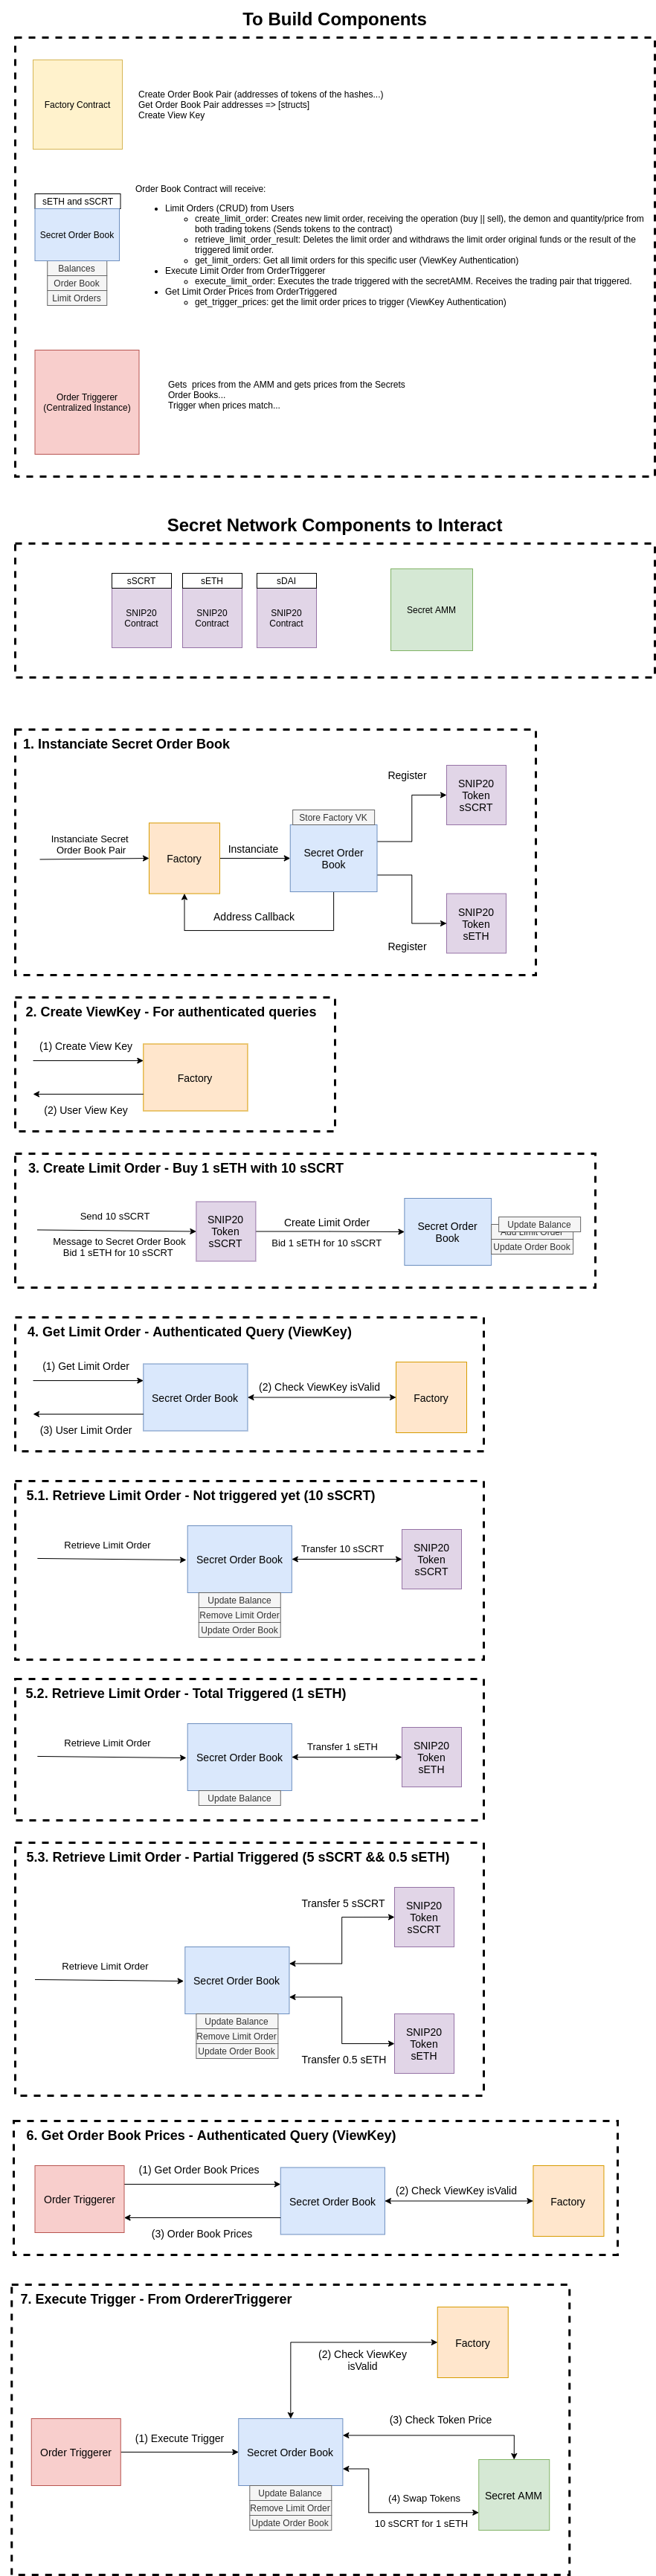 To Build Components
Factory Contract
Create Order Book Pair (addresses of tokens of the hashes...)
Get Order Book Pair addresses => [structs]
Create View Key
sETH and sSCRT
Secret Order Book
Balances
Order Book
Limit Orders
Order Book Contract will receive:
Limit Orders (CRUD) from Users
create_limit_order: Creates new limit order, receiving the operation (buy || sell), the demon and quantity/price from
both trading tokens (Sends tokens to the contract)
retrieve_limit_order_result: Deletes the limit order and withdraws the limit order original funds or the result of the
triggered limit order.
get_limit_orders: Get all limit orders for this specific user (ViewKey Authentication)
Execute Limit Order from OrderTriggerer
execute_limit_order: Executes the trade triggered with the secretAMM. Receives the trading pair that triggered.
Get Limit Order Prices from OrderTriggered
get_trigger_prices: get the limit order prices to trigger (ViewKey Authentication)
Order Triggerer
(Centralized Instance)
Gets  prices from the AMM and gets prices from the Secrets
Order Books...
Trigger when prices match...
Secret Network Components to Interact
sSCRT
SNIP20
Contract
sETH
SNIP20
Contract
sDAI
SNIP20
Contract
Secret AMM
1. Instanciate Secret Order Book
Instanciate Secret
Order Book Pair
Factory
Instanciate
Store Factory VK
Secret Order
Book
Address Callback
Register
SNIP20
Token
sSCRT
SNIP20
Token
sETH
Register
2. Create ViewKey - For authenticated queries
(1) Create View Key
Factory
(2) User View Key
3. Create Limit Order - Buy 1 sETH with 10 sSCRT
Send 10 sSCRT
Message to Secret Order Book
Bid 1 sETH for 10 sSCRT
SNIP20
Token
sSCRT
Create Limit Order
Bid 1 sETH for 10 sSCRT
Secret Order
Book
Update Balance
Add Limit Order
Update Order Book
4. Get Limit Order - Authenticated Query (ViewKey)
(1) Get Limit Order
Secret Order Book
(2) Check ViewKey isValid
Factory
(3) User Limit Order
5.1. Retrieve Limit Order - Not triggered yet (10 sSCRT)
Retrieve Limit Order
Secret Order Book
Transfer 10 sSCRT
SNIP20
Token
sSCRT
Update Balance
Remove Limit Order
Update Order Book
5.2. Retrieve Limit Order - Total Triggered (1 sETH)
Retrieve Limit Order
Secret Order Book
Transfer 1 sETH
SNIP20
Token
sETH
Update Balance
5.3. Retrieve Limit Order - Partial Triggered (5 sSCRT && 0.5 sETH)
Transfer 5 sSCRT
SNIP20
Token
sSCRT
Retrieve Limit Order
Secret Order Book
Update Balance
Remove Limit Order
Update Order Book
Transfer 0.5 sETH
SNIP20
Token
sETH
6. Get Order Book Prices - Authenticated Query (ViewKey)
Order Triggerer
(1) Get Order Book Prices
(3) Order Book Prices
Secret Order Book
(2) Check ViewKey isValid
Factory
7. Execute Trigger - From OrdererTriggerer
Factory
(2) Check ViewKey
isValid
Order Triggerer
(1) Execute Trigger
Secret Order Book
Update Balance
Remove Limit Order
Update Order Book
(3) Check Token Price
(4) Swap Tokens
10 sSCRT for 1 sETH
Secret AMM